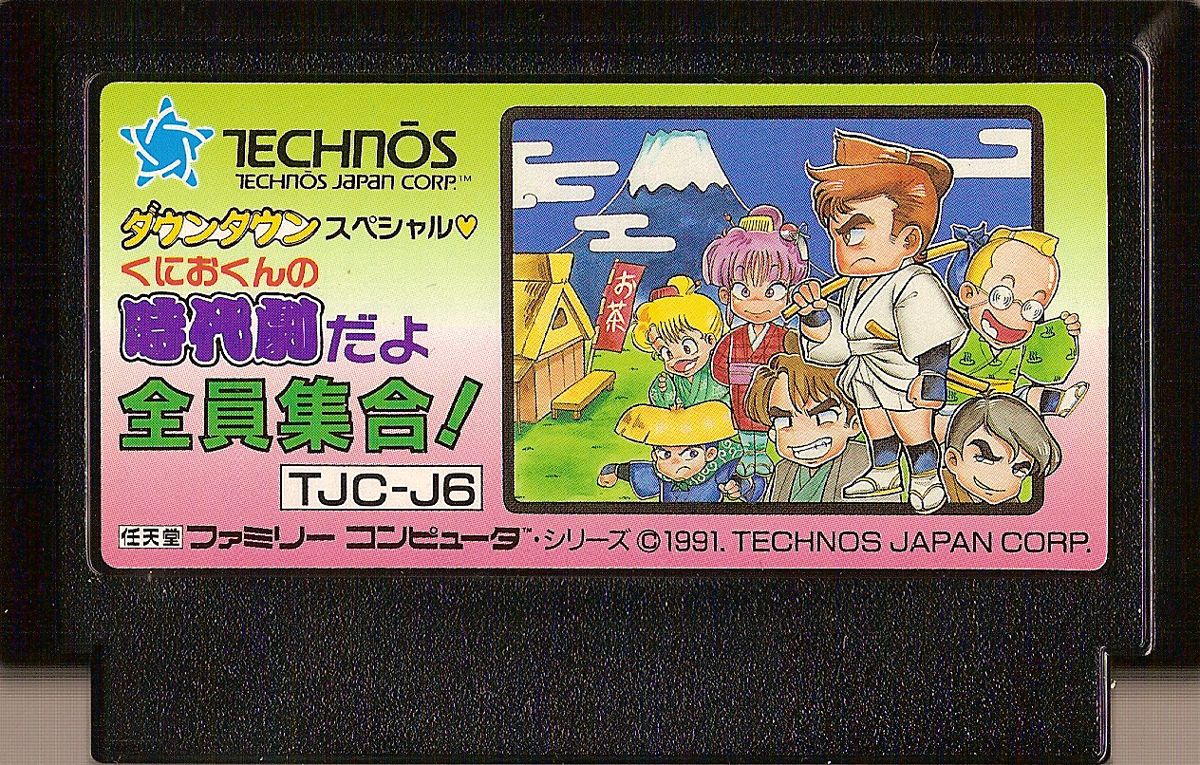 TECHNŌS
TECHNŌS JAPAN CORP.™
ダウンタウン スペシャル♥
くにおくんの
時代劇だよ
全員集合!
お茶
TJC-J6
任天堂 ファミリー コンピュータ™・シリーズ ©1991. TECHNOS JAPAN CORP.